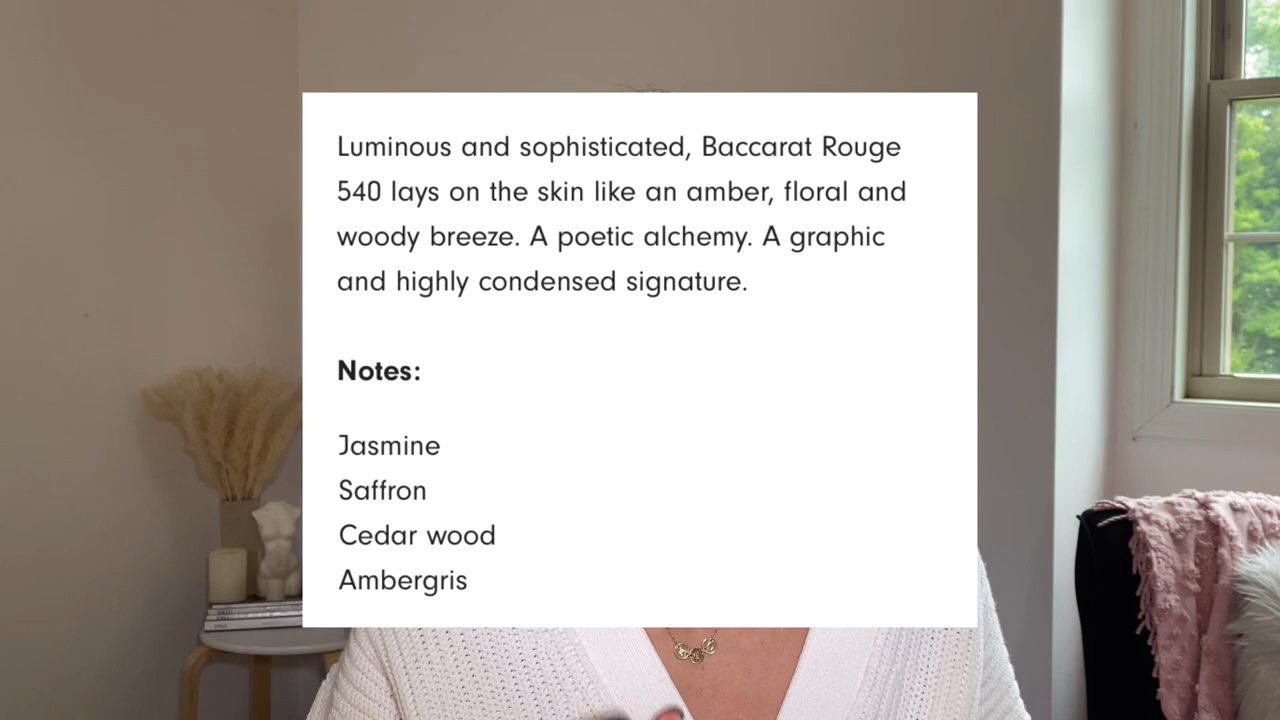 Luminous and sophisticated, Baccarat Rouge
540 lays on the skin like an amber, floral and
woody breeze. A poetic alchemy. A graphic
and highly condensed signature.
Notes:
Jasmine
Saffron
Cedar wood
Ambergris